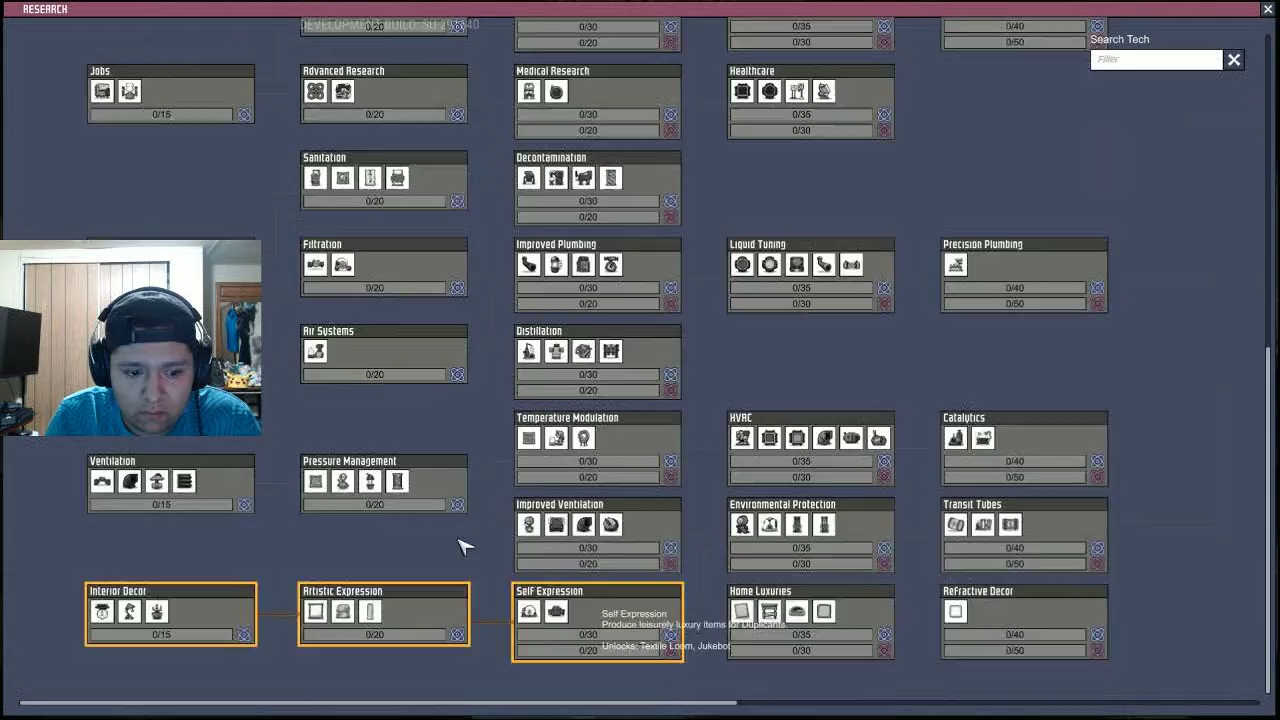 RESEARCH
DEVELOPMENT BUILD: SU-
0/20
0/30
0/20
0/35
0/30
0/40
0/50
Search Tech
Filter
Jobs
0/15
Advanced Research
0/20
Medical Research
0/30
0/20
Healthcare
0/35
0/30
Sanitation
0/20
Decontamination
0/30
0/20
Filtration
0/20
Improved Plumbing
0/30
0/20
Liquid Tuning
0/35
0/30
Precision Plumbing
0/40
0/50
Air Systems
0/20
Distillation
0/30
0/20
Temperature Modulation
0/30
0/20
HVAC
0/35
0/30
Catalytics
0/40
0/50
Ventilation
0/15
Pressure Management
0/20
Improved Ventilation
0/30
0/20
Environmental Protection
0/35
0/30
Transit Tubes
0/40
0/50
Interior Decor
0/15
Artistic Expression
0/20
Self Expression
0/30
0/20
Home Luxuries
0/35
0/30
Refractive Decor
0/40
0/50
Self Expression
Produce leisurely luxury items for Duplicants.
Unlocks: Textile Loom, Jukebot